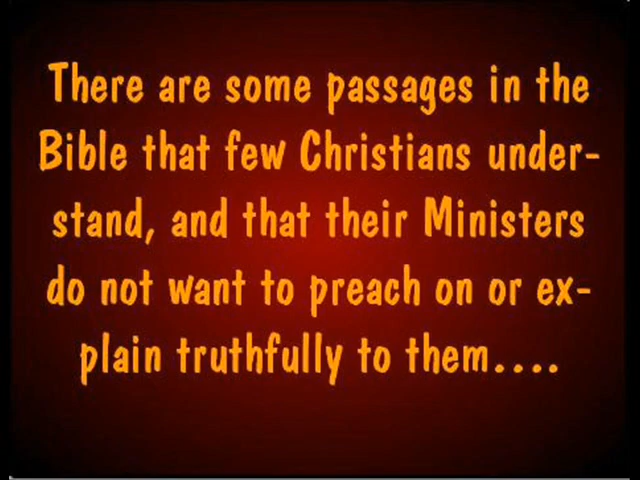 There are some passages in the
Bible that few Christians under-
stand, and that their Ministers
do not want to preach on or ex-
plain truthfully to them....